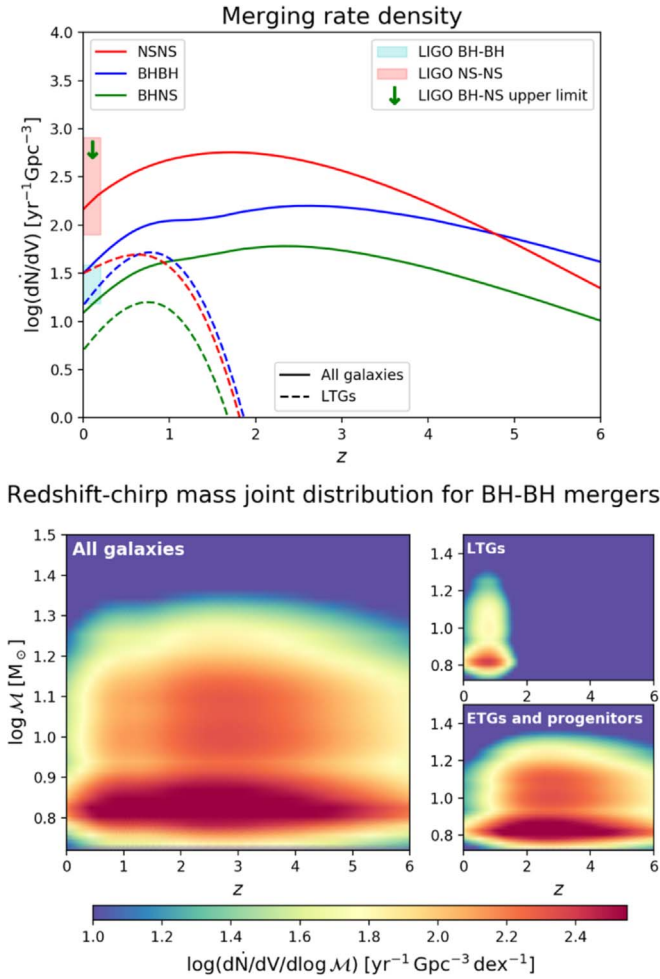 Merging rate density
4.0
3.5
3.0
2.5
2.0
1.5
1.0
0.5
0.0
log(dṄ/dV) [yr⁻¹Gpc⁻³]
NSNS
BHBH
BHNS
LIGO BH-BH
LIGO NS-NS
LIGO BH-NS upper limit
All galaxies
LTGs
0 1 2 3 4 5 6
z
Redshift-chirp mass joint distribution for BH-BH mergers
All galaxies
1.5
1.4
1.3
1.2
1.1
1.0
0.9
0.8
log ℳ [M⊙]
0 1 2 3 4 5 6
z
LTGs
1.4
1.2
1.0
0.8
0 2 4 6
ETGs and progenitors
1.4
1.2
1.0
0.8
0 2 4 6
z
1.0 1.2 1.4 1.6 1.8 2.0 2.2 2.4
log(dṄ/dV/dlog ℳ) [yr⁻¹ Gpc⁻³ dex⁻¹]